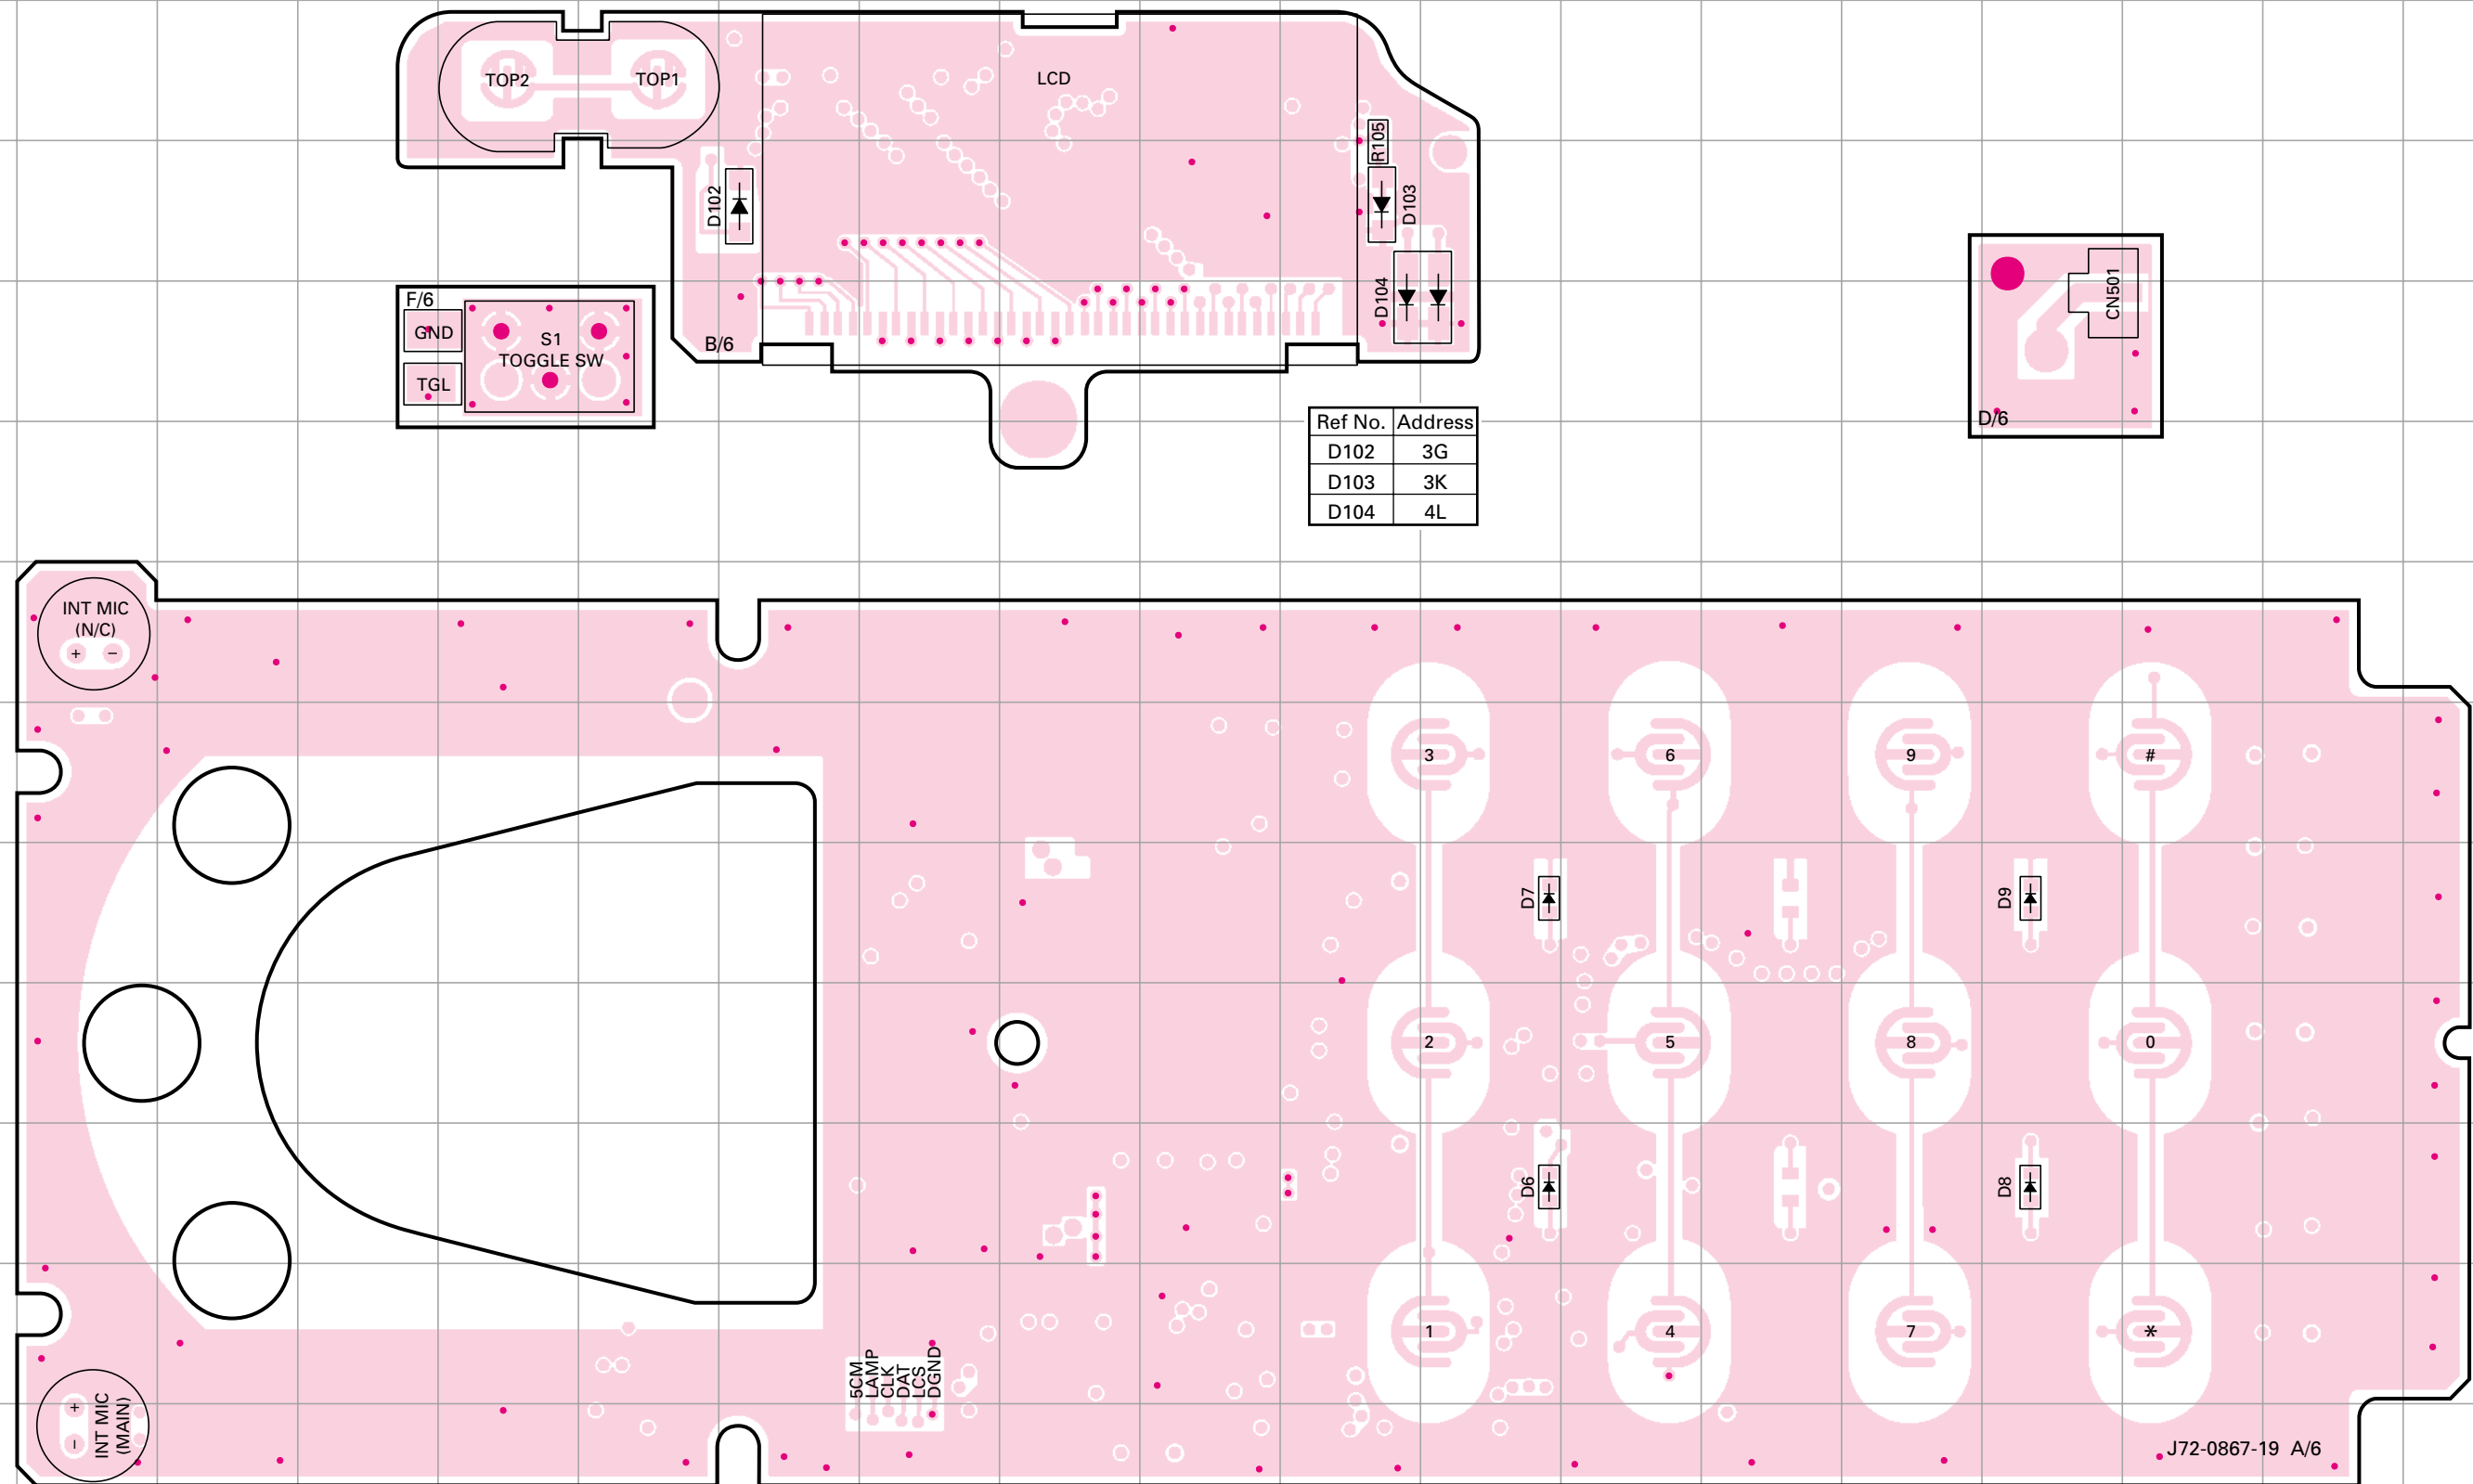 TOP2 TOP1
LCD
R105
D102
D103
D104
B/6
F/6
GND
TGL
S1
TOGGLE SW
CN501
D/6
Ref No. Address
D102 3G
D103 3K
D104 4L
INT MIC
(N/C)
+ −
3 6 9 #
D7 D9
2 5 8 0
D6 D8
1 4 7 *
5CM
LAMP
CLK
DAT
LCS
DGND
+
−
INT MIC
(MAIN)
J72-0867-19 A/6